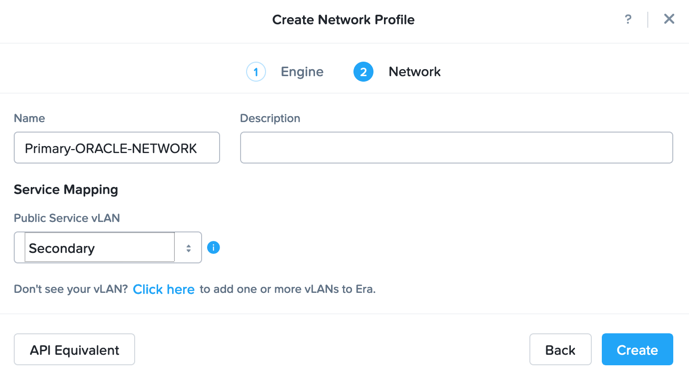 Create Network Profile
?
1 Engine 2 Network
Name Description
Primary-ORACLE-NETWORK
Service Mapping
Public Service vLAN
Secondary
Don't see your vLAN? Click here to add one or more vLANs to Era.
API Equivalent Back Create